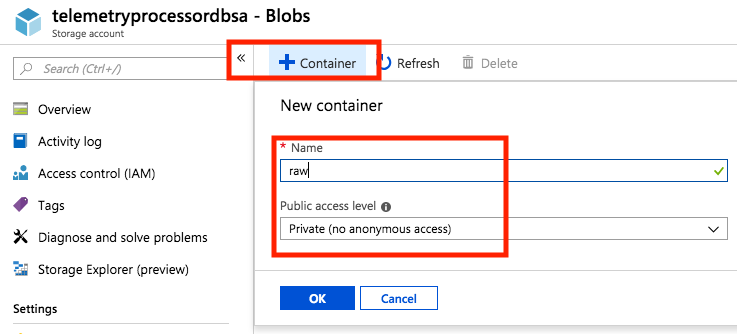 telemetryprocessordbsa - Blobs
Storage account
Search (Ctrl+/)
«
Container
Refresh
Delete
Overview
Activity log
Access control (IAM)
Tags
Diagnose and solve problems
Storage Explorer (preview)
Settings
New container
* Name
raw
Public access level
Private (no anonymous access)
OK
Cancel